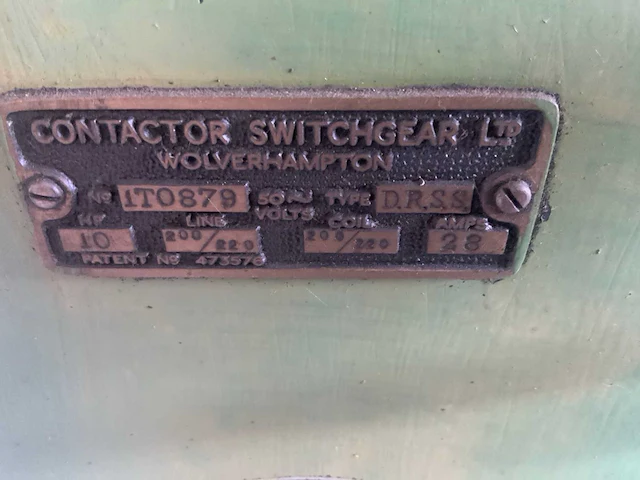 CONTACTOR SWITCHGEAR LTD
WOLVERHAMPTON
No 1T0879 50 ~ TYPE D.R.S.S
HP LINE VOLTS COIL AMPS
10 200/220 200/220 28
PATENT No 473576